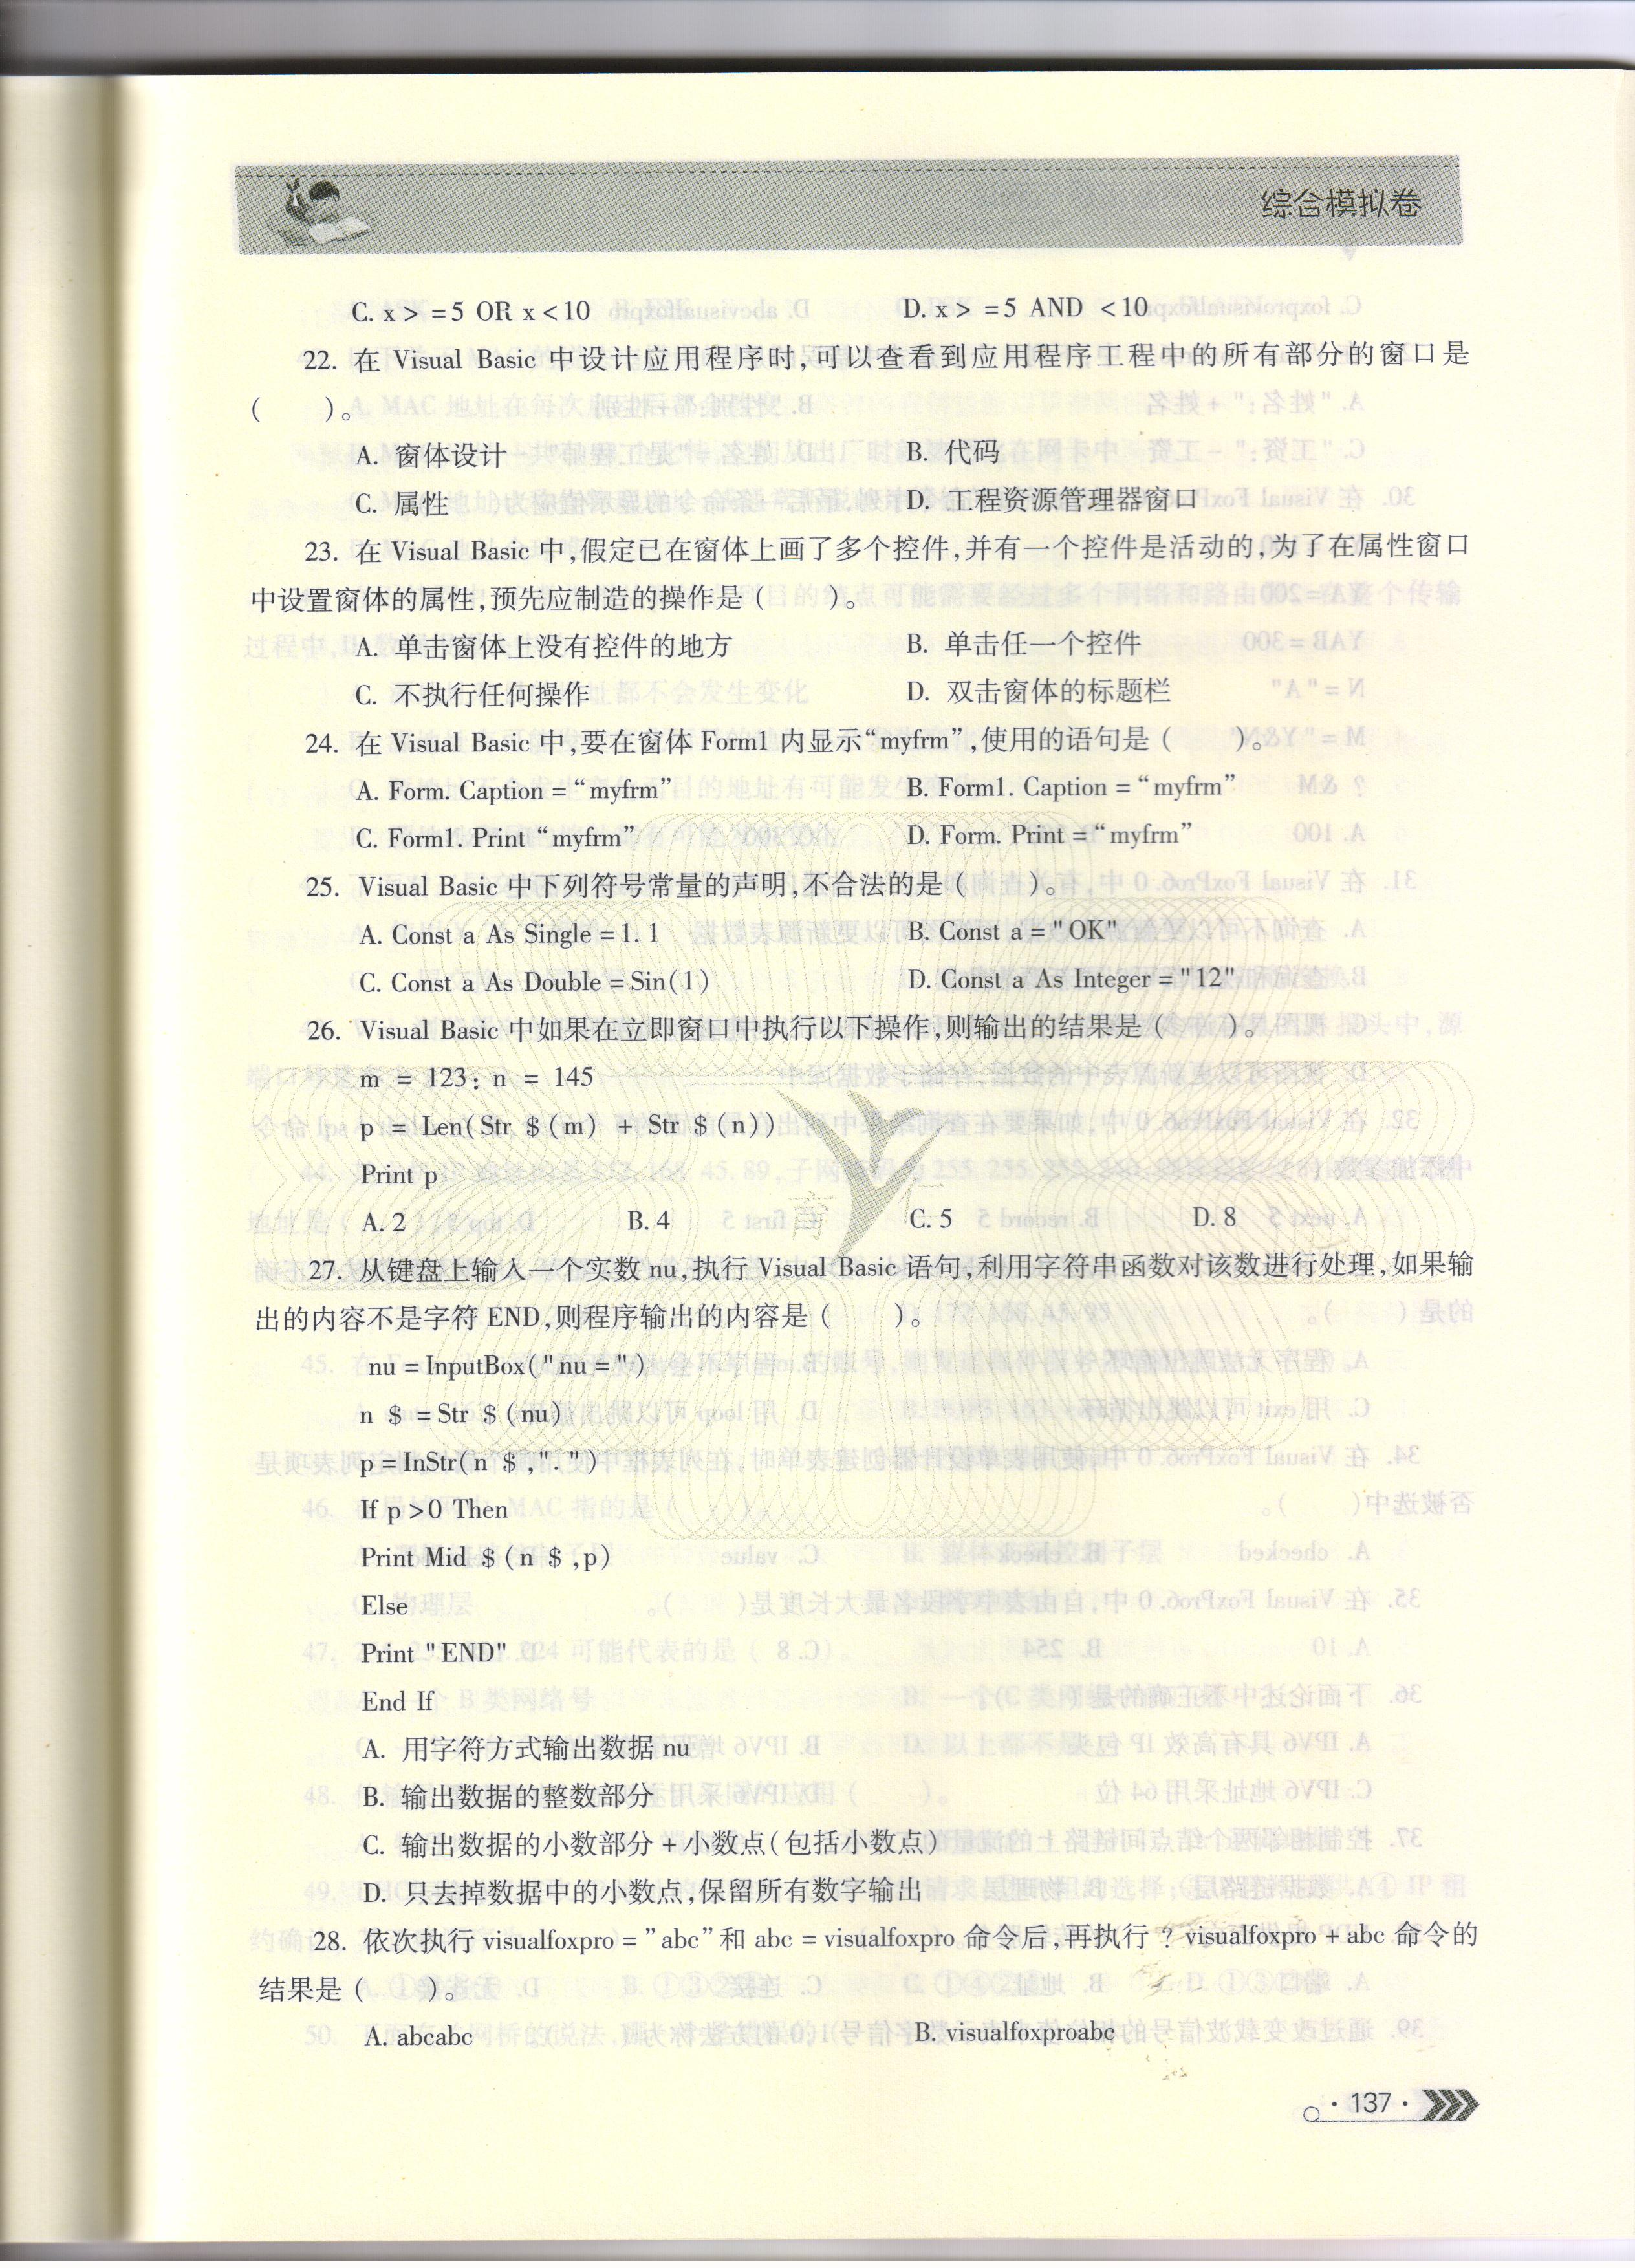 综合模拟卷
C. x > =5 OR x<10 D. x > =5 AND <10
22. 在 Visual Basic 中设计应用程序时,可以查看到应用程序工程中的所有部分的窗口是
( )。
A. 窗体设计 B. 代码
C. 属性 D. 工程资源管理器窗口
23. 在 Visual Basic 中,假定已在窗体上画了多个控件,并有一个控件是活动的,为了在属性窗口
中设置窗体的属性,预先应制造的操作是( )。
A. 单击窗体上没有控件的地方 B. 单击任一个控件
C. 不执行任何操作 D. 双击窗体的标题栏
24. 在 Visual Basic 中,要在窗体 Form1 内显示“myfrm”,使用的语句是( )。
A. Form. Caption =“myfrm” B. Form1. Caption =“myfrm”
C. Form1. Print “myfrm” D. Form. Print =“myfrm”
25. Visual Basic 中下列符号常量的声明,不合法的是( )。
A. Const a As Single =1. 1 B. Const a ="OK"
C. Const a As Double =Sin(1) D. Const a As Integer ="12"
26. Visual Basic 中如果在立即窗口中执行以下操作,则输出的结果是( )。
m = 123: n = 145
p = Len(Str $(m) + Str $(n))
Print p
A. 2 B. 4 C. 5 D. 8
育 仁
27. 从键盘上输入一个实数 nu,执行 Visual Basic 语句,利用字符串函数对该数进行处理,如果输
出的内容不是字符 END,则程序输出的内容是( )。
nu =InputBox("nu =")
n $ =Str $(nu)
p =InStr(n $,". ")
If p >0 Then
Print Mid $(n $,p)
Else
Print "END"
End If
A. 用字符方式输出数据 nu
B. 输出数据的整数部分
C. 输出数据的小数部分 +小数点(包括小数点)
D. 只去掉数据中的小数点,保留所有数字输出
28. 依次执行 visualfoxpro =”abc”和 abc =visualfoxpro 命令后,再执行 ? visualfoxpro +abc 命令的
结果是( )。
A. abcabc B. visualfoxproabc
· 137 ·